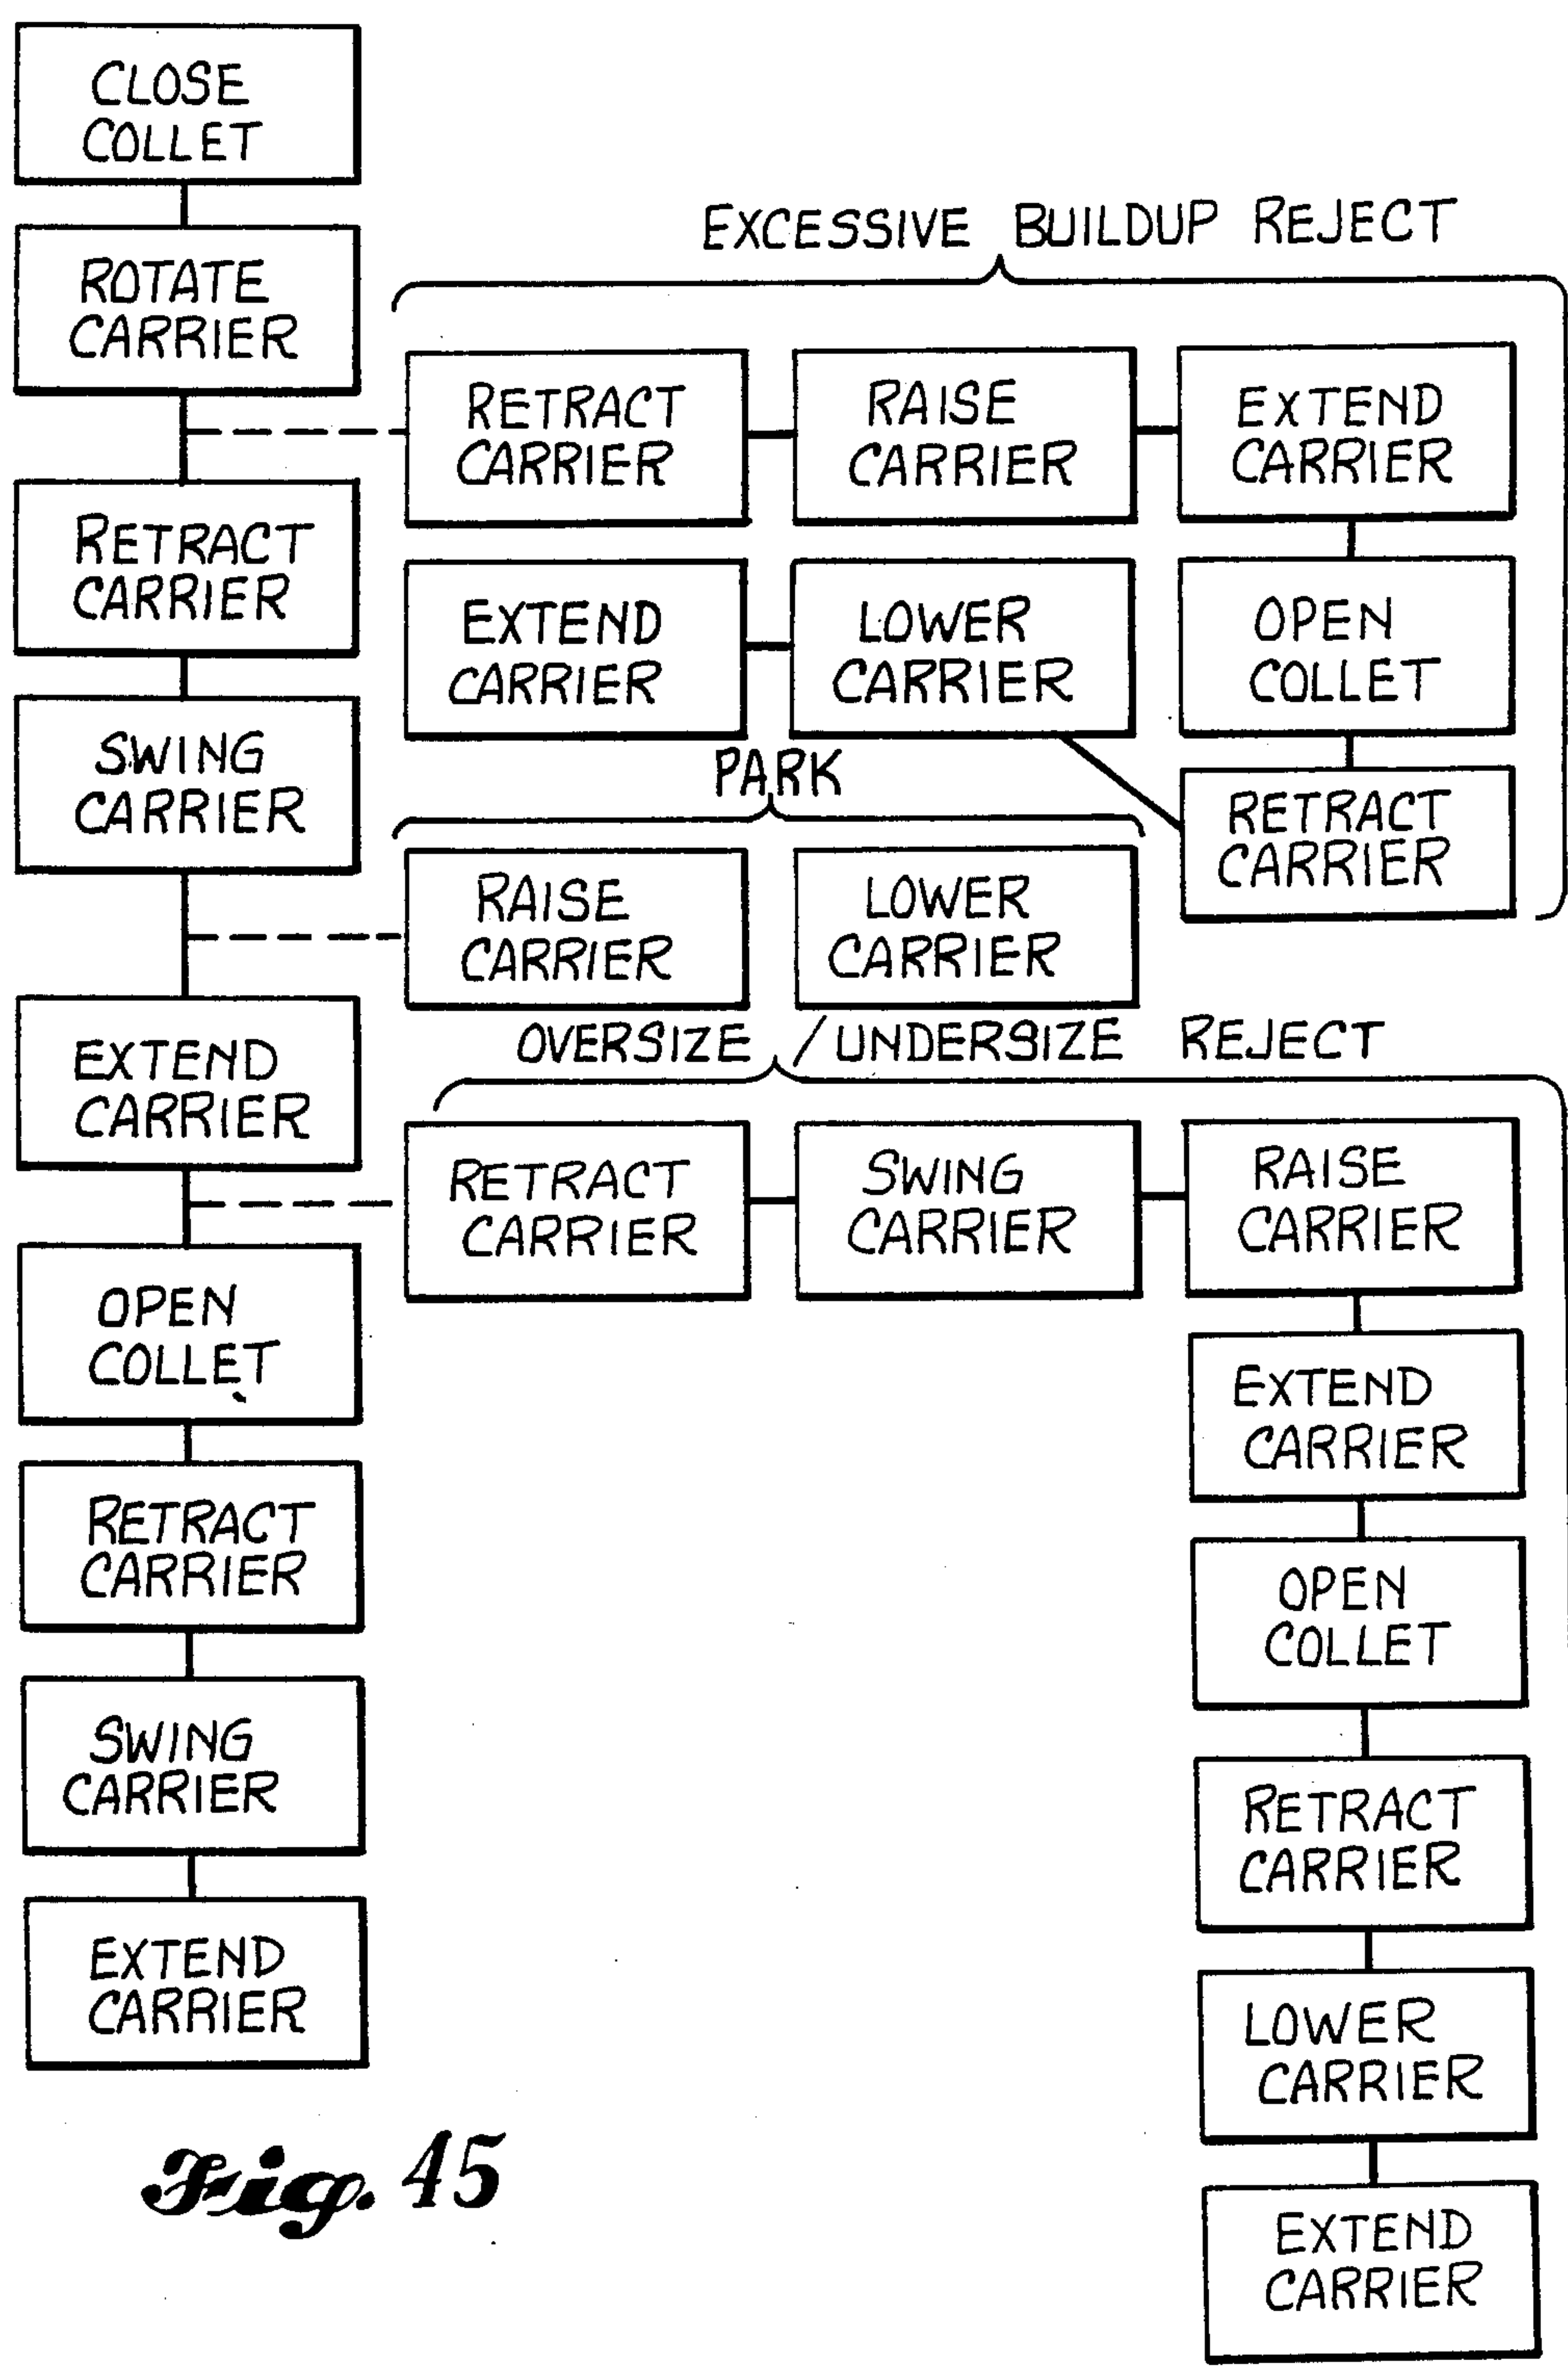 CLOSE
COLLET
ROTATE
CARRIER
RETRACT
CARRIER
SWING
CARRIER
EXTEND
CARRIER
OPEN
COLLET
RETRACT
CARRIER
SWING
CARRIER
EXTEND
CARRIER
EXCESSIVE BUILDUP REJECT
RETRACT
CARRIER
RAISE
CARRIER
EXTEND
CARRIER
OPEN
COLLET
RETRACT
CARRIER
LOWER
CARRIER
EXTEND
CARRIER
PARK
RAISE
CARRIER
LOWER
CARRIER
OVERSIZE / UNDERSIZE REJECT
RETRACT
CARRIER
SWING
CARRIER
RAISE
CARRIER
EXTEND
CARRIER
OPEN
COLLET
RETRACT
CARRIER
LOWER
CARRIER
EXTEND
CARRIER
Fig. 45